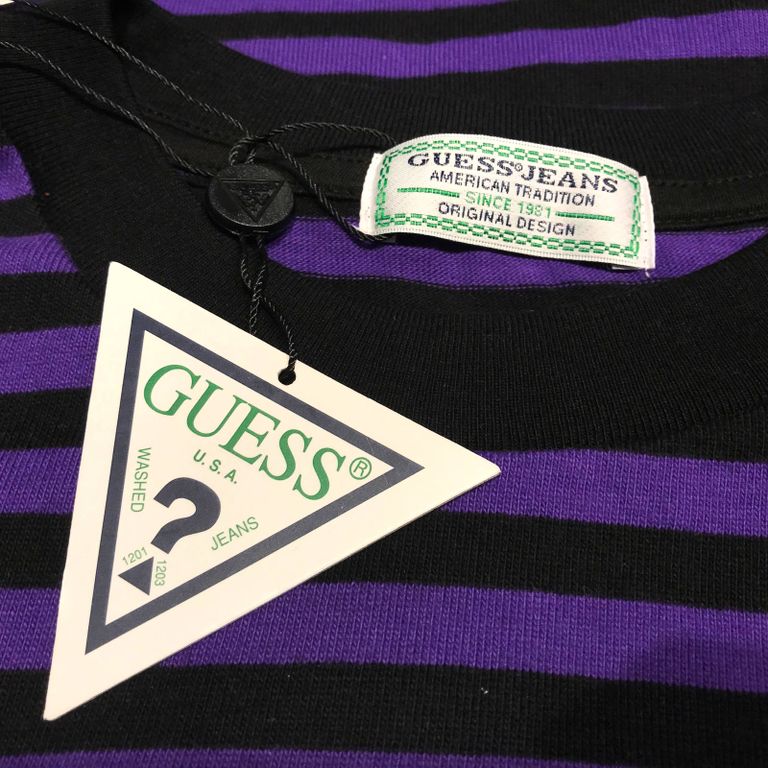 GUESS® JEANS
AMERICAN TRADITION
SINCE 1981
ORIGINAL DESIGN
GUESS®
U.S.A.
WASHED
?
JEANS
1201
1203